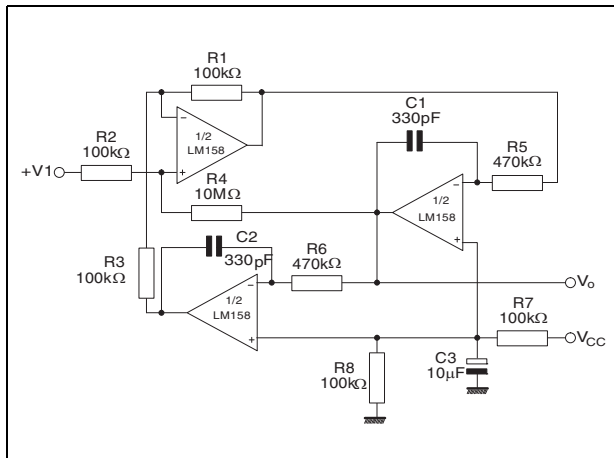 R1
100kΩ
C1
330pF
R2
100kΩ
1/2
LM158
R5
470kΩ
+V1
R4
10MΩ
1/2
LM158
C2
330pF
R6
470kΩ
R3
100kΩ
1/2
LM158
Vo
R7
100kΩ
VCC
R8
100kΩ
C3
10μF